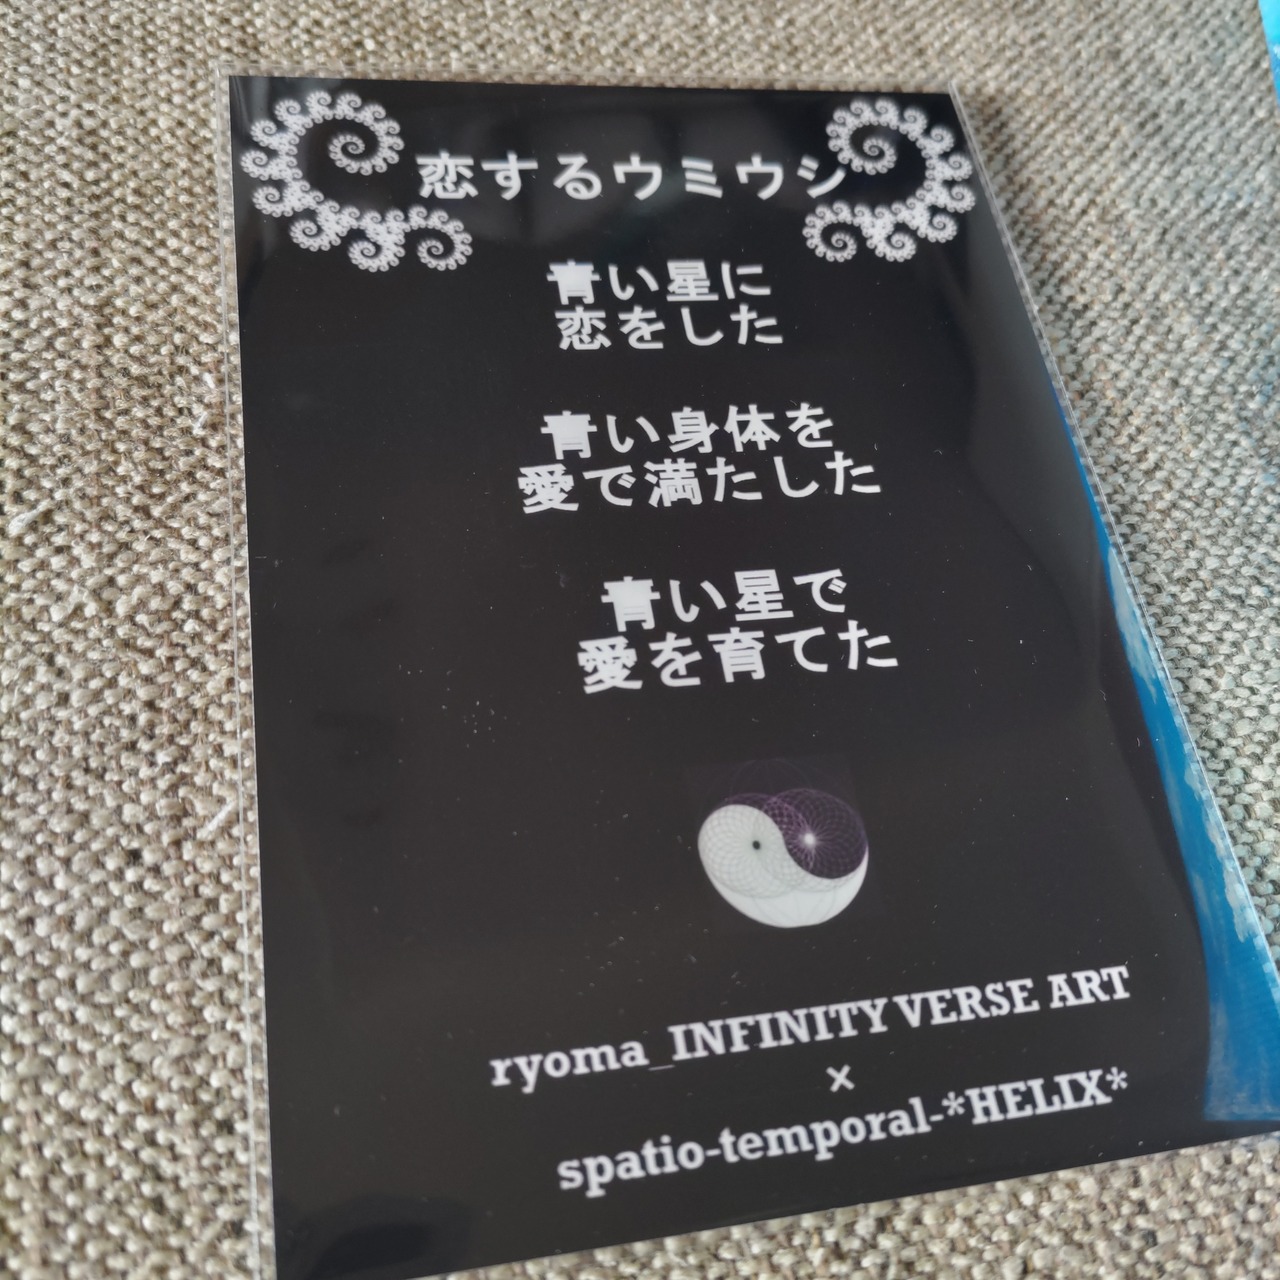 恋するウミウシ
青い星に
恋をした
青い身体を
愛で満たした
青い星で
愛を育てた
ryoma_INFINITY VERSE ART
×
spatio-temporal-*HELIX*